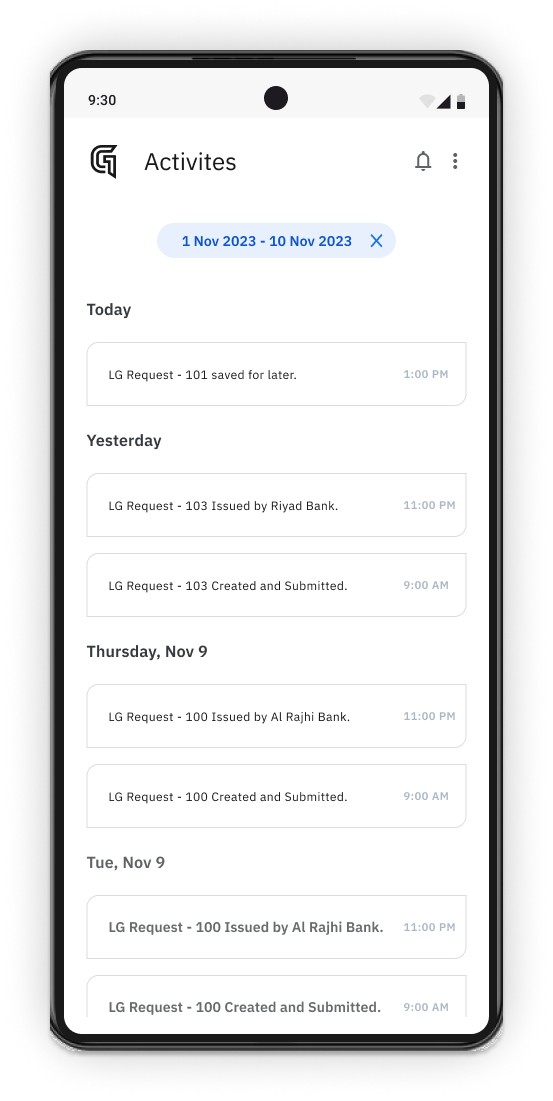 9:30
Activites
1 Nov 2023 - 10 Nov 2023
Today
LG Request - 101 saved for later. 1:00 PM
Yesterday
LG Request - 103 Issued by Riyad Bank. 11:00 PM
LG Request - 103 Created and Submitted. 9:00 AM
Thursday, Nov 9
LG Request - 100 Issued by Al Rajhi Bank. 11:00 PM
LG Request - 100 Created and Submitted. 9:00 AM
Tue, Nov 9
LG Request - 100 Issued by Al Rajhi Bank. 11:00 PM
LG Request - 100 Created and Submitted. 9:00 AM